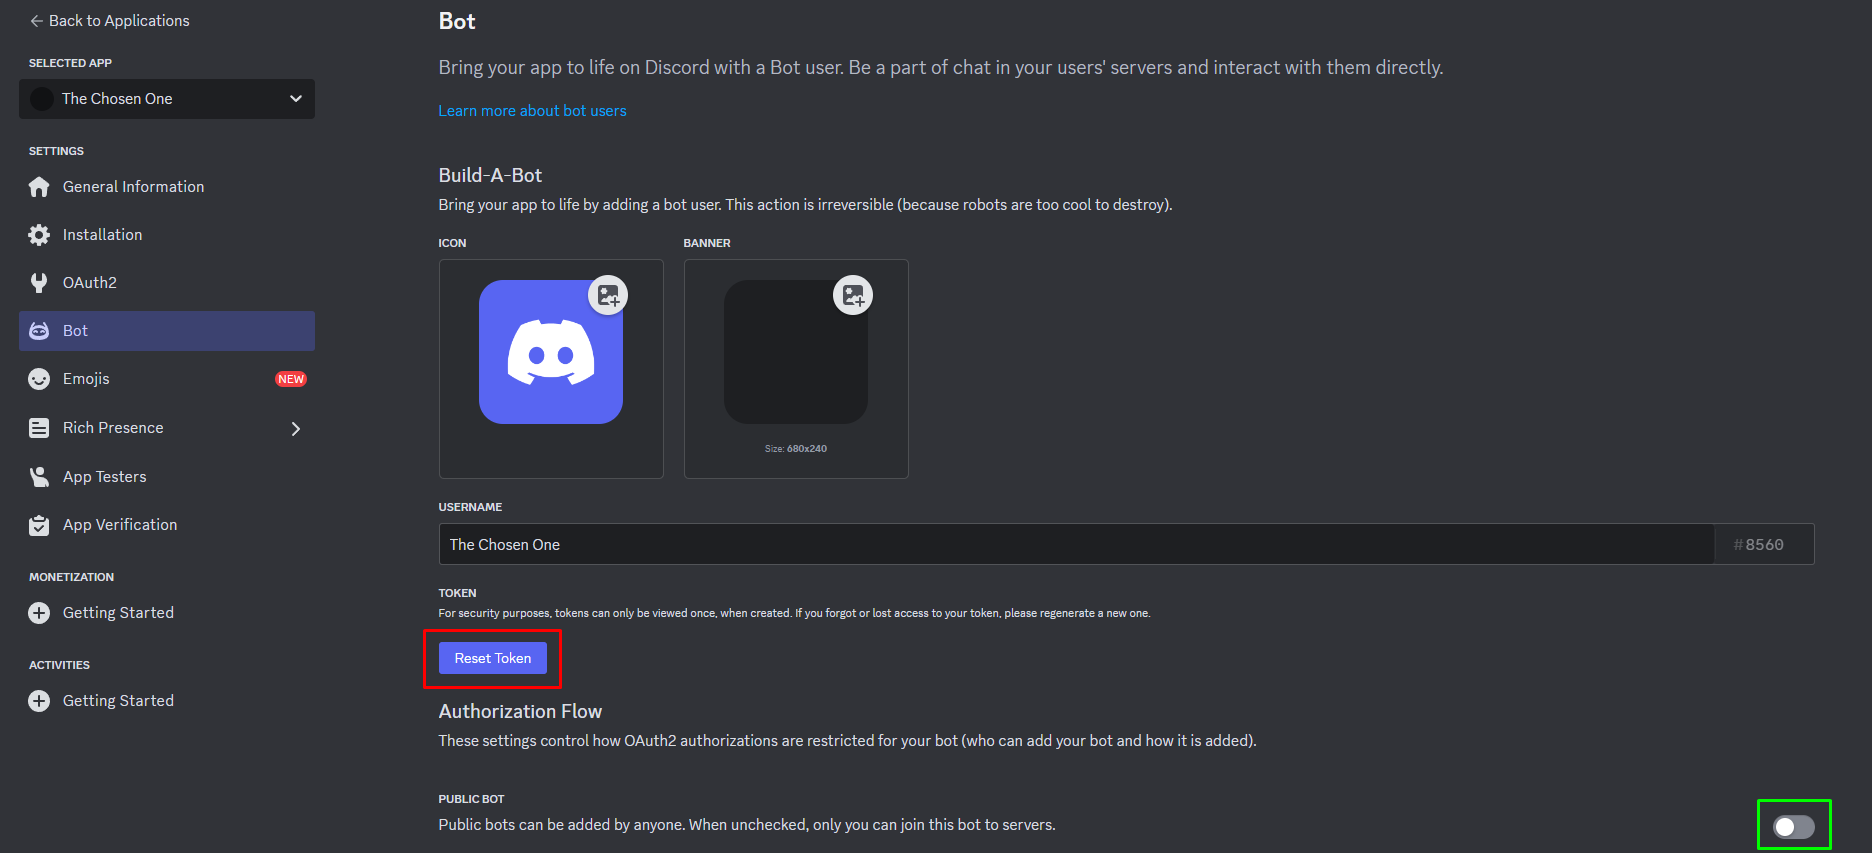 Back to Applications
SELECTED APP
The Chosen One
SETTINGS
General Information
Installation
OAuth2
Bot
Emojis NEW
Rich Presence
App Testers
App Verification
MONETIZATION
Getting Started
ACTIVITIES
Getting Started
Bot
Bring your app to life on Discord with a Bot user. Be a part of chat in your users' servers and interact with them directly.
Learn more about bot users
Build-A-Bot
Bring your app to life by adding a bot user. This action is irreversible (because robots are too cool to destroy).
ICON BANNER
Size: 680x240
USERNAME
The Chosen One #8560
TOKEN
For security purposes, tokens can only be viewed once, when created. If you forgot or lost access to your token, please regenerate a new one.
Reset Token
Authorization Flow
These settings control how OAuth2 authorizations are restricted for your bot (who can add your bot and how it is added).
PUBLIC BOT
Public bots can be added by anyone. When unchecked, only you can join this bot to servers.